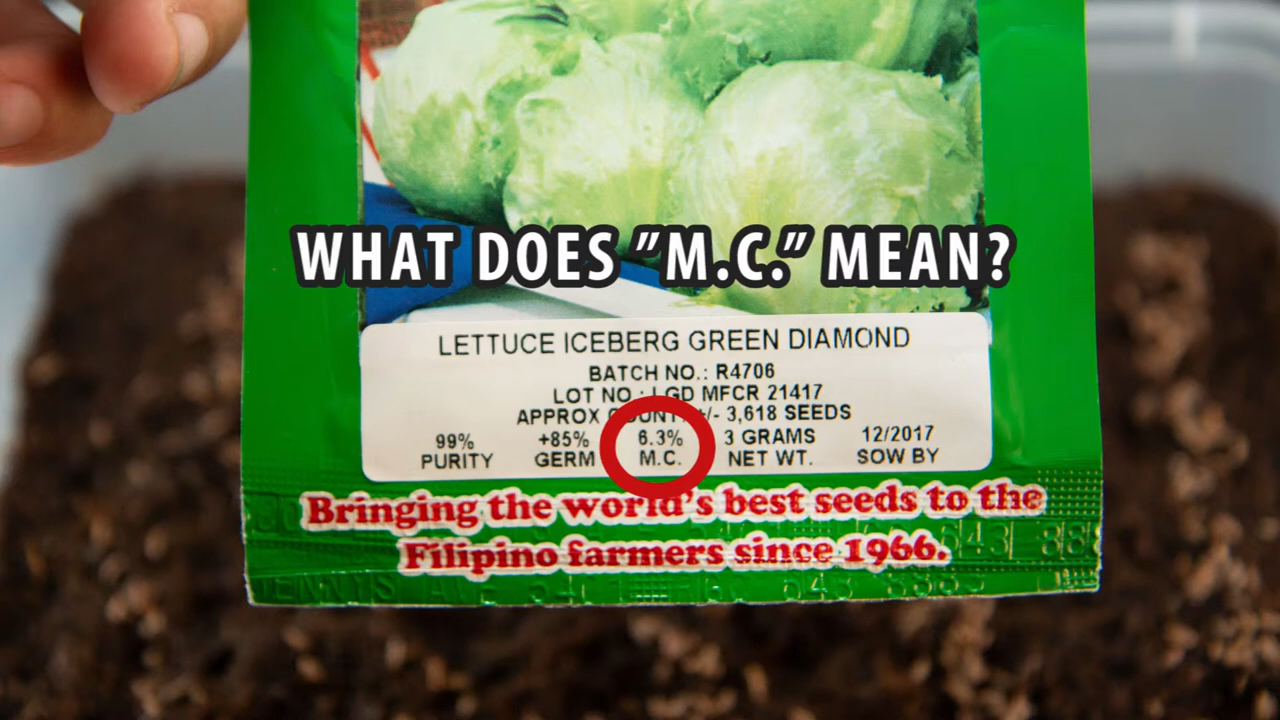 WHAT DOES "M.C." MEAN?
LETTUCE ICEBERG GREEN DIAMOND
BATCH NO.: R4706
LOT NO.: LGD MFCR 21417
APPROX COUNT +/- 3,618 SEEDS
99% +85% 6.3% 3 GRAMS 12/2017
PURITY GERM M.C. NET WT. SOW BY
Bringing the world's best seeds to the
Filipino farmers since 1966.